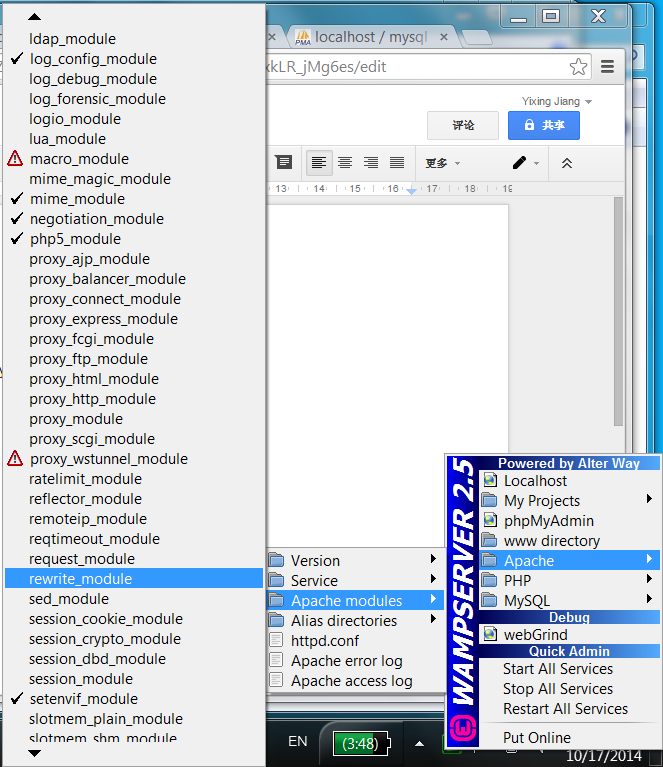 ldap_module
log_config_module
log_debug_module
log_forensic_module
logio_module
lua_module
macro_module
mime_magic_module
mime_module
negotiation_module
php5_module
proxy_ajp_module
proxy_balancer_module
proxy_connect_module
proxy_express_module
proxy_fcgi_module
proxy_ftp_module
proxy_html_module
proxy_http_module
proxy_module
proxy_scgi_module
proxy_wstunnel_module
ratelimit_module
reflector_module
remoteip_module
reqtimeout_module
request_module
rewrite_module
sed_module
session_cookie_module
session_crypto_module
session_dbd_module
session_module
setenvif_module
slotmem_plain_module
slotmem_shm_module
PMA localhost / mysql
kLR_jMg6es/edit
Yixing Jiang
评论 共享
更多
13 14 15 16 17 18 19
Version
Service
Apache modules
Alias directories
httpd.conf
Apache error log
Apache access log
WAMPSERVER 2.5
Powered by Alter Way
Localhost
My Projects
phpMyAdmin
www directory
Apache
PHP
MySQL
Debug
webGrind
Quick Admin
Start All Services
Stop All Services
Restart All Services
Put Online
EN (3:48)
10/17/2014